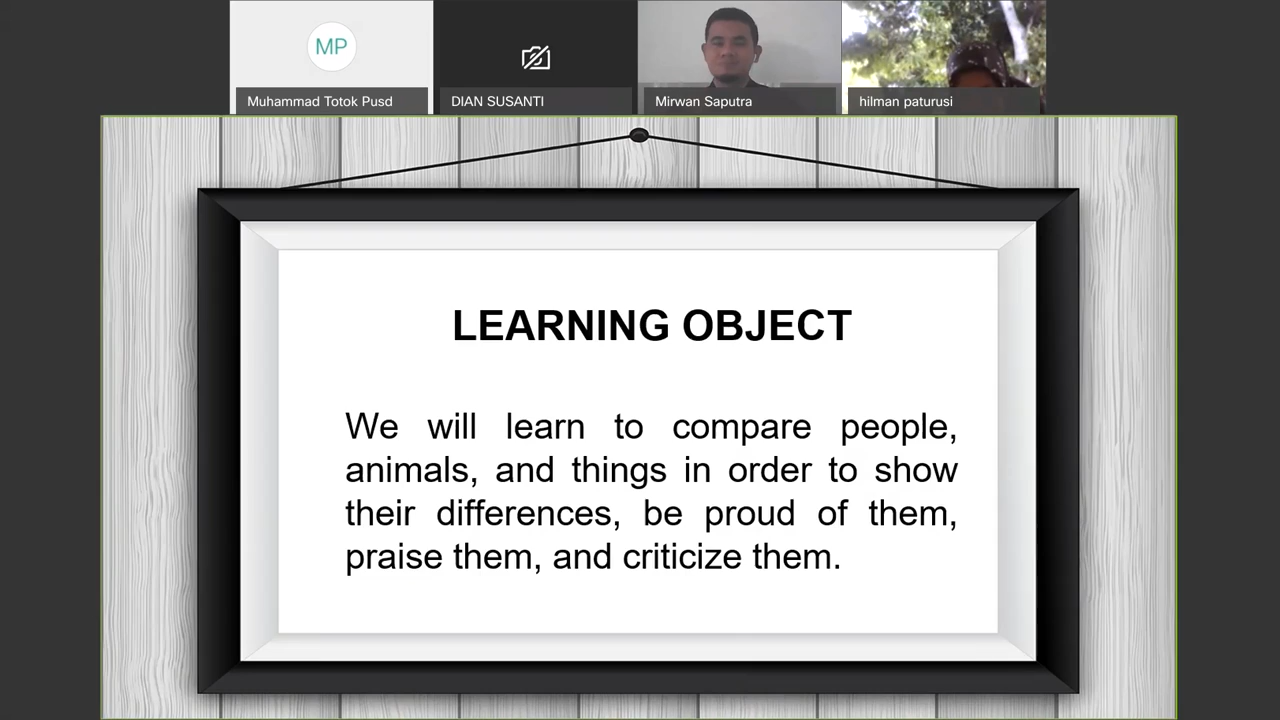 MP
Muhammad Totok Pusd
DIAN SUSANTI
Mirwan Saputra
hilman paturusi
LEARNING OBJECT
We will learn to compare people,
animals, and things in order to show
their differences, be proud of them,
praise them, and criticize them.